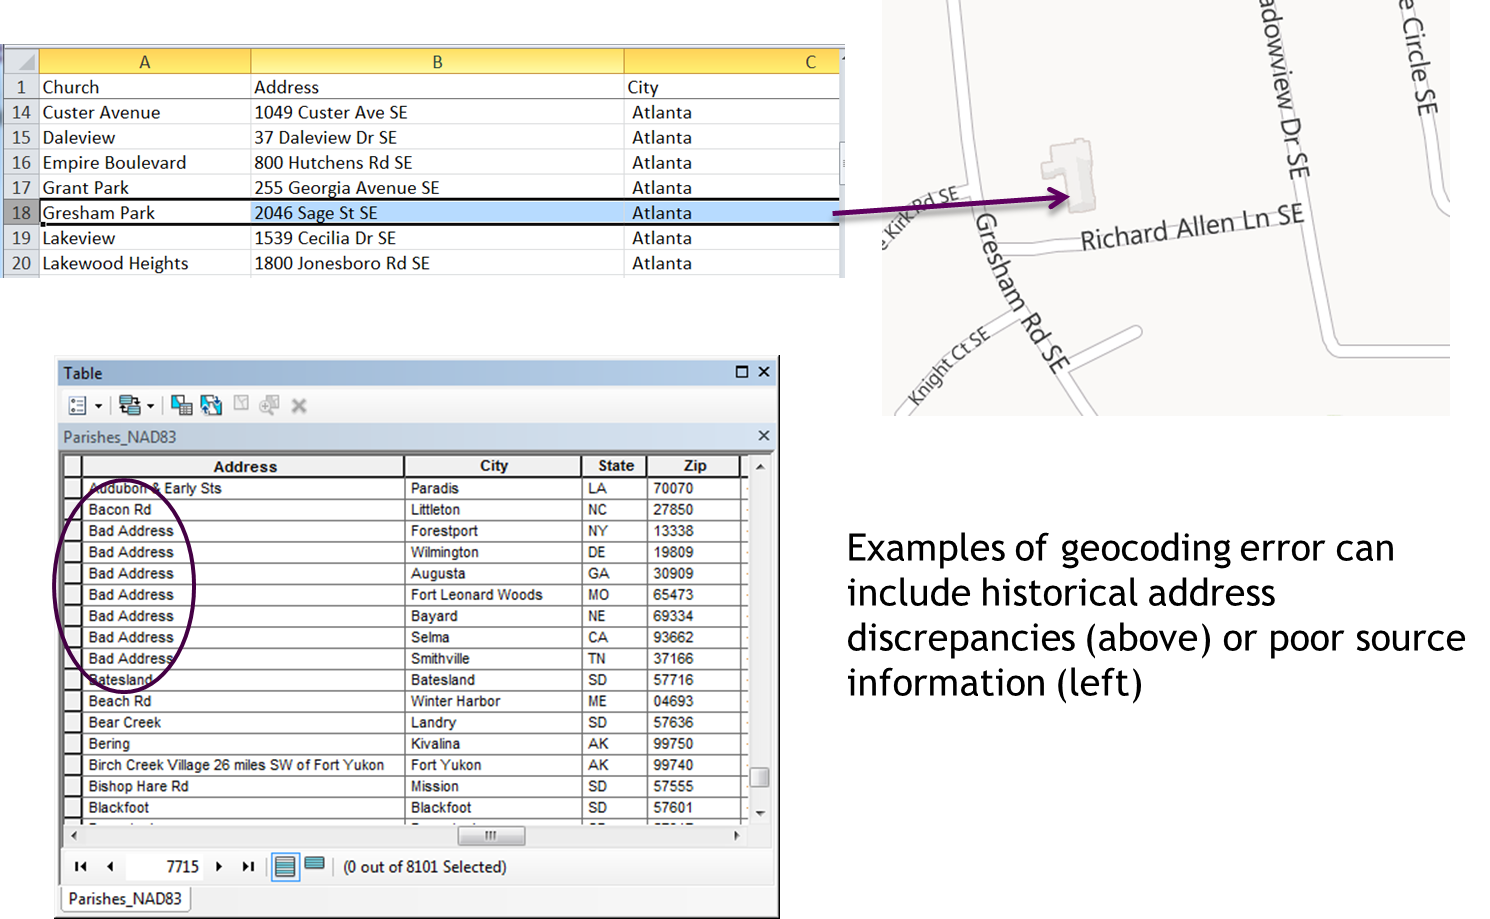 A B C
1 Church Address City
14 Custer Avenue 1049 Custer Ave SE Atlanta
15 Daleview 37 Daleview Dr SE Atlanta
16 Empire Boulevard 800 Hutchens Rd SE Atlanta
17 Grant Park 255 Georgia Avenue SE Atlanta
18 Gresham Park 2046 Sage St SE Atlanta
19 Lakeview 1539 Cecilia Dr SE Atlanta
20 Lakewood Heights 1800 Jonesboro Rd SE Atlanta
adowview Dr SE
e Circle SE
e Kirk Rd SE
Gresham Rd SE
Richard Allen Ln SE
Knight Ct SE
Table
Parishes_NAD83
Address City State Zip
Audubon & Early Sts Paradis LA 70070
Bacon Rd Littleton NC 27850
Bad Address Forestport NY 13338
Bad Address Wilmington DE 19809
Bad Address Augusta GA 30909
Bad Address Fort Leonard Woods MO 65473
Bad Address Bayard NE 69334
Bad Address Selma CA 93662
Bad Address Smithville TN 37166
Batesland Batesland SD 57716
Beach Rd Winter Harbor ME 04693
Bear Creek Landry SD 57636
Bering Kivalina AK 99750
Birch Creek Village 26 miles SW of Fort Yukon Fort Yukon AK 99740
Bishop Hare Rd Mission SD 57555
Blackfoot Blackfoot SD 57601
7715 (0 out of 8101 Selected)
Parishes_NAD83
Examples of geocoding error can
include historical address
discrepancies (above) or poor source
information (left)